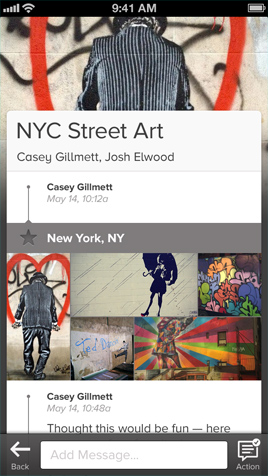 9:41 AM
NYC Street Art
Casey Gillmett, Josh Elwood
Casey Gillmett
May 14, 10:12a
New York, NY
Casey Gillmett
May 14, 10:48a
Thought this would be fun — here
Back
Add Message...
Action